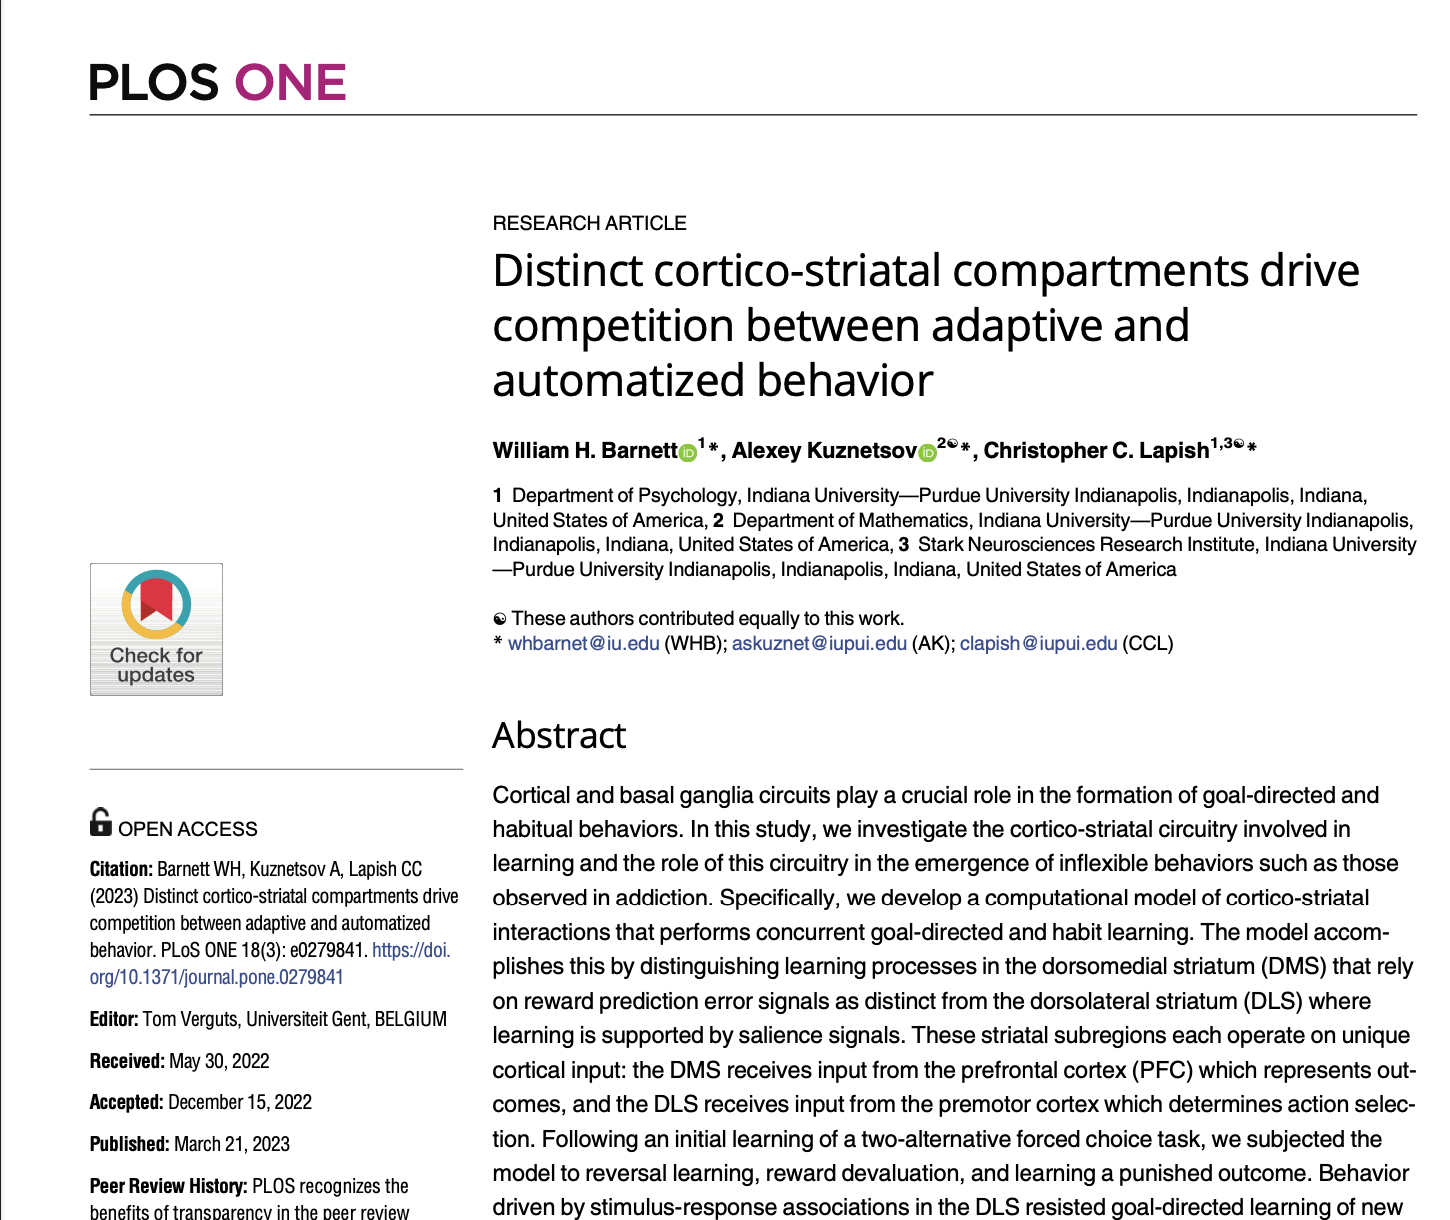 PLOS ONE
RESEARCH ARTICLE
Distinct cortico-striatal compartments drive
competition between adaptive and
automatized behavior
William H. Barnett iD 1*, Alexey Kuznetsov iD 2☯*, Christopher C. Lapish1,3☯*
1 Department of Psychology, Indiana University—Purdue University Indianapolis, Indianapolis, Indiana,
United States of America, 2 Department of Mathematics, Indiana University—Purdue University Indianapolis,
Indianapolis, Indiana, United States of America, 3 Stark Neurosciences Research Institute, Indiana University
—Purdue University Indianapolis, Indianapolis, Indiana, United States of America
☯ These authors contributed equally to this work.
* whbarnet@iu.edu (WHB); askuznet@iupui.edu (AK); clapish@iupui.edu (CCL)
Check for
updates
Abstract
Cortical and basal ganglia circuits play a crucial role in the formation of goal-directed and
habitual behaviors. In this study, we investigate the cortico-striatal circuitry involved in
learning and the role of this circuitry in the emergence of inflexible behaviors such as those
observed in addiction. Specifically, we develop a computational model of cortico-striatal
interactions that performs concurrent goal-directed and habit learning. The model accom-
plishes this by distinguishing learning processes in the dorsomedial striatum (DMS) that rely
on reward prediction error signals as distinct from the dorsolateral striatum (DLS) where
learning is supported by salience signals. These striatal subregions each operate on unique
cortical input: the DMS receives input from the prefrontal cortex (PFC) which represents out-
comes, and the DLS receives input from the premotor cortex which determines action selec-
tion. Following an initial learning of a two-alternative forced choice task, we subjected the
model to reversal learning, reward devaluation, and learning a punished outcome. Behavior
driven by stimulus-response associations in the DLS resisted goal-directed learning of new
OPEN ACCESS
Citation: Barnett WH, Kuznetsov A, Lapish CC
(2023) Distinct cortico-striatal compartments drive
competition between adaptive and automatized
behavior. PLoS ONE 18(3): e0279841. https://doi.
org/10.1371/journal.pone.0279841
Editor: Tom Verguts, Universiteit Gent, BELGIUM
Received: May 30, 2022
Accepted: December 15, 2022
Published: March 21, 2023
Peer Review History: PLOS recognizes the
benefits of transparency in the peer review